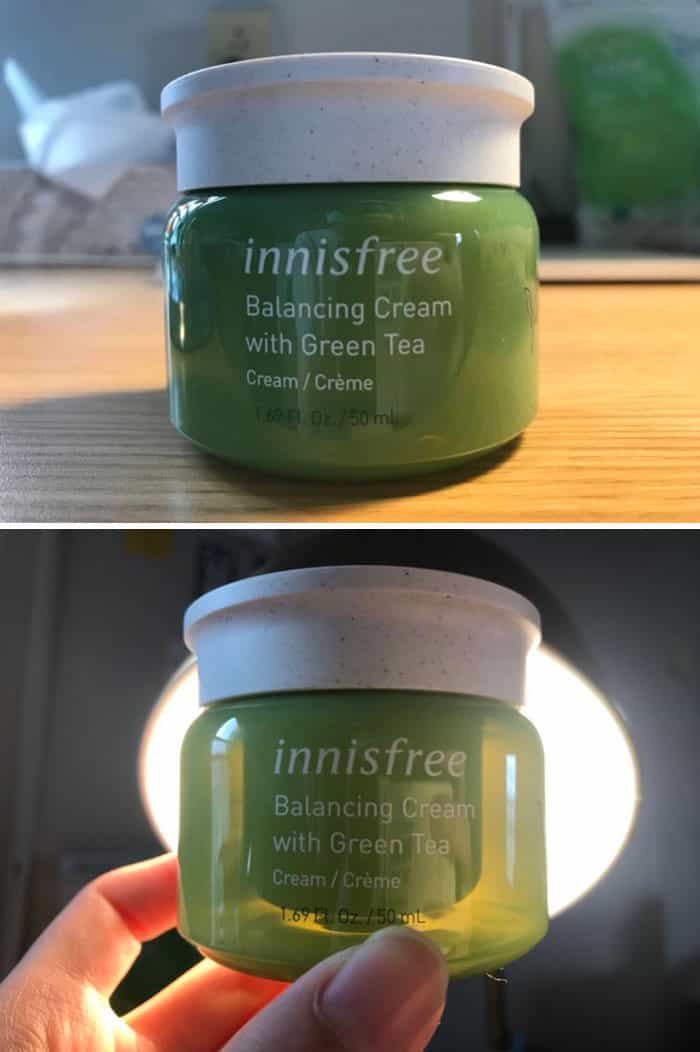 innisfree
Balancing Cream
with Green Tea
Cream / Crème
1.69 Fl. Oz. / 50 mL
innisfree
Balancing Cream
with Green Tea
Cream / Crème
1.69 Fl. Oz. / 50 mL